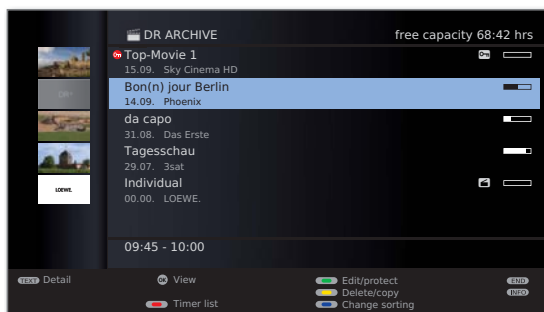 DR ARCHIVE free capacity 68:42 hrs
Top-Movie 1
15.09. Sky Cinema HD
DR+
Bon(n) jour Berlin
14.09. Phoenix
da capo
31.08. Das Erste
Tagesschau
29.07. 3sat
LOEWE.
Individual
00.00. LOEWE.
09:45 - 10:00
TEXT Detail OK View Edit/protect END
Delete/copy INFO
Timer list Change sorting